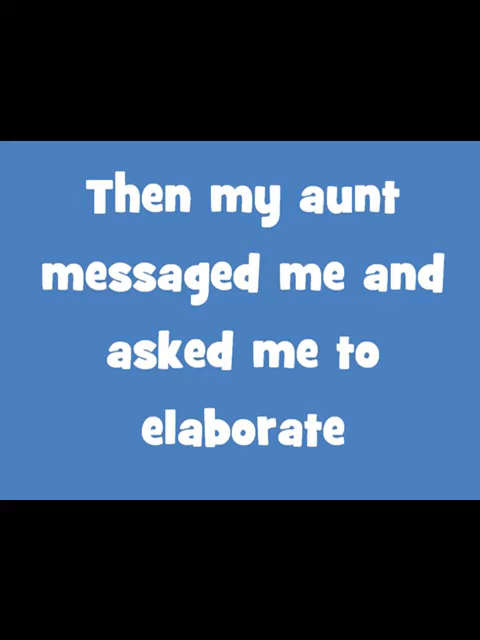 Then my aunt
messaged me and
asked me to
elaborate